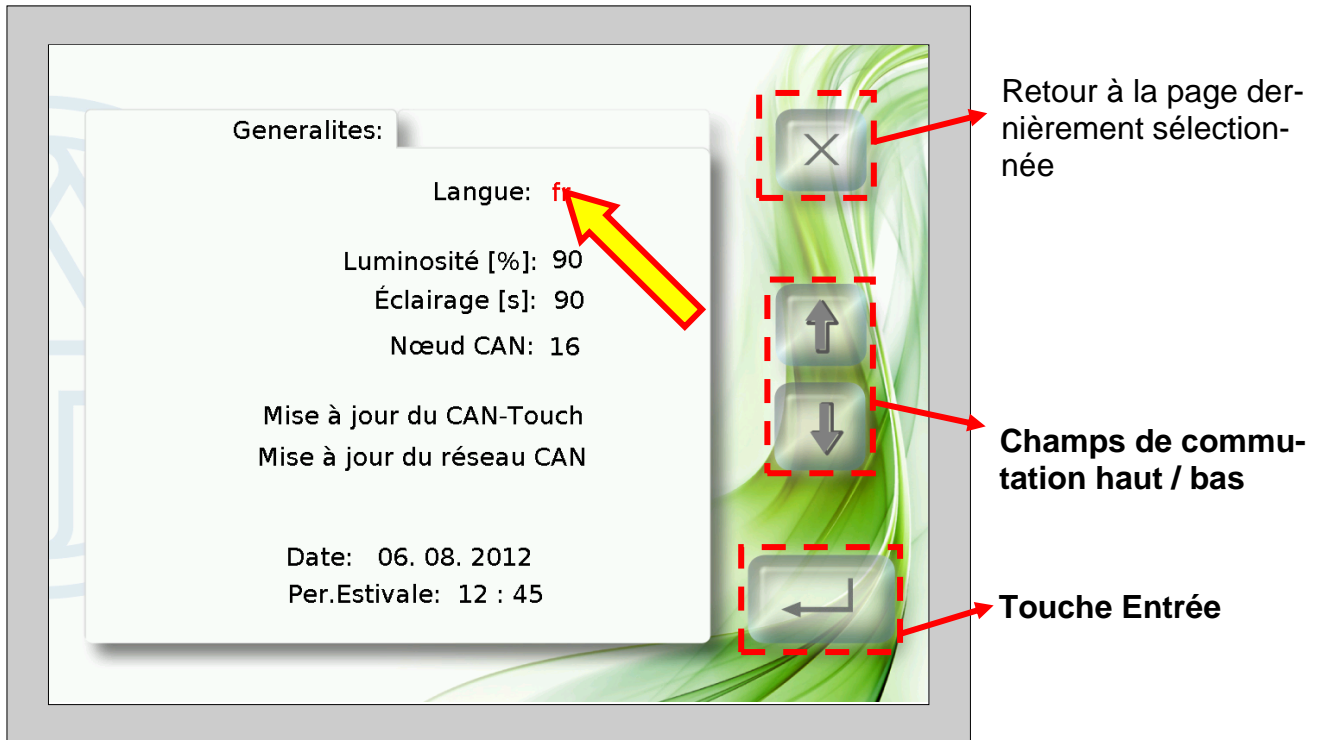 Generalites:
Langue: fr
Luminosité [%]: 90
Éclairage [s]: 90
Nœud CAN: 16
Mise à jour du CAN-Touch
Mise à jour du réseau CAN
Date: 06. 08. 2012
Per.Estivale: 12 : 45
Retour à la page der-
nièrement sélection-
née
Champs de commu-
tation haut / bas
Touche Entrée